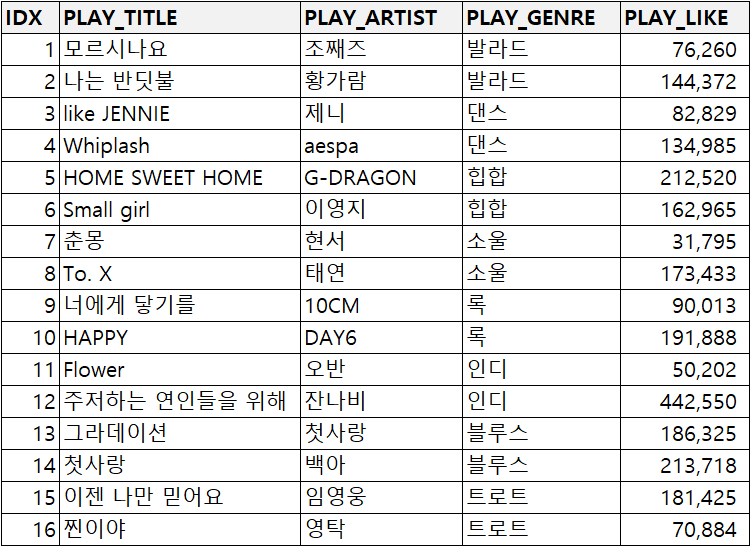 IDX PLAY_TITLE PLAY_ARTIST PLAY_GENRE PLAY_LIKE
1 모르시나요 조째즈 발라드 76,260
2 나는 반딧불 황가람 발라드 144,372
3 like JENNIE 제니 댄스 82,829
4 Whiplash aespa 댄스 134,985
5 HOME SWEET HOME G-DRAGON 힙합 212,520
6 Small girl 이영지 힙합 162,965
7 춘몽 현서 소울 31,795
8 To. X 태연 소울 173,433
9 너에게 닿기를 10CM 록 90,013
10 HAPPY DAY6 록 191,888
11 Flower 오반 인디 50,202
12 주저하는 연인들을 위해 잔나비 인디 442,550
13 그라데이션 첫사랑 블루스 186,325
14 첫사랑 백아 블루스 213,718
15 이젠 나만 믿어요 임영웅 트로트 181,425
16 찐이야 영탁 트로트 70,884